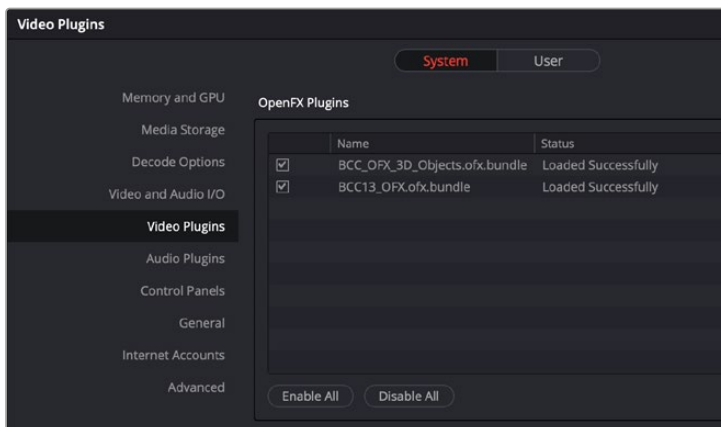 Video Plugins
System User
Memory and GPU
Media Storage
Decode Options
Video and Audio I/O
Video Plugins
Audio Plugins
Control Panels
General
Internet Accounts
Advanced
OpenFX Plugins
Name Status
BCC_OFX_3D_Objects.ofx.bundle Loaded Successfully
BCC13_OFX.ofx.bundle Loaded Successfully
Enable All Disable All